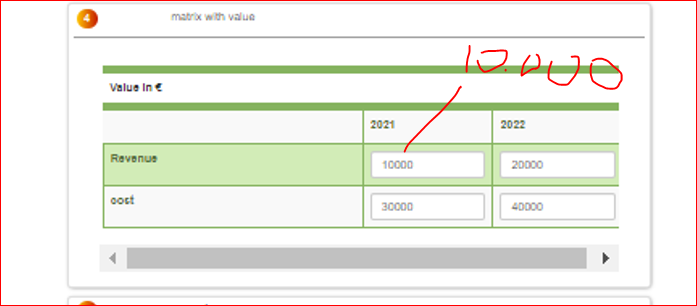 4 matrix with value
10.000
Value in €
2021 2022
Revenue 10000 20000
cost 30000 40000